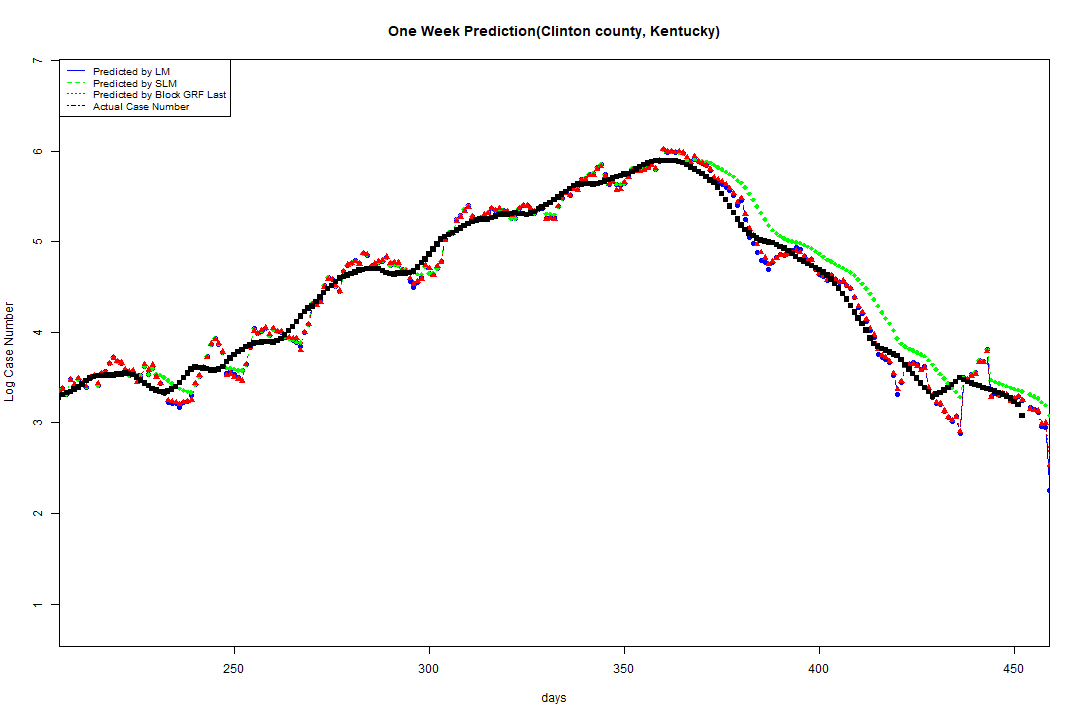 One Week Prediction(Clinton county, Kentucky)
Predicted by LM
Predicted by SLM
Predicted by Block GRF Last
Actual Case Number
7
6
5
4
3
2
1
Log Case Number
250 300 350 400 450
days